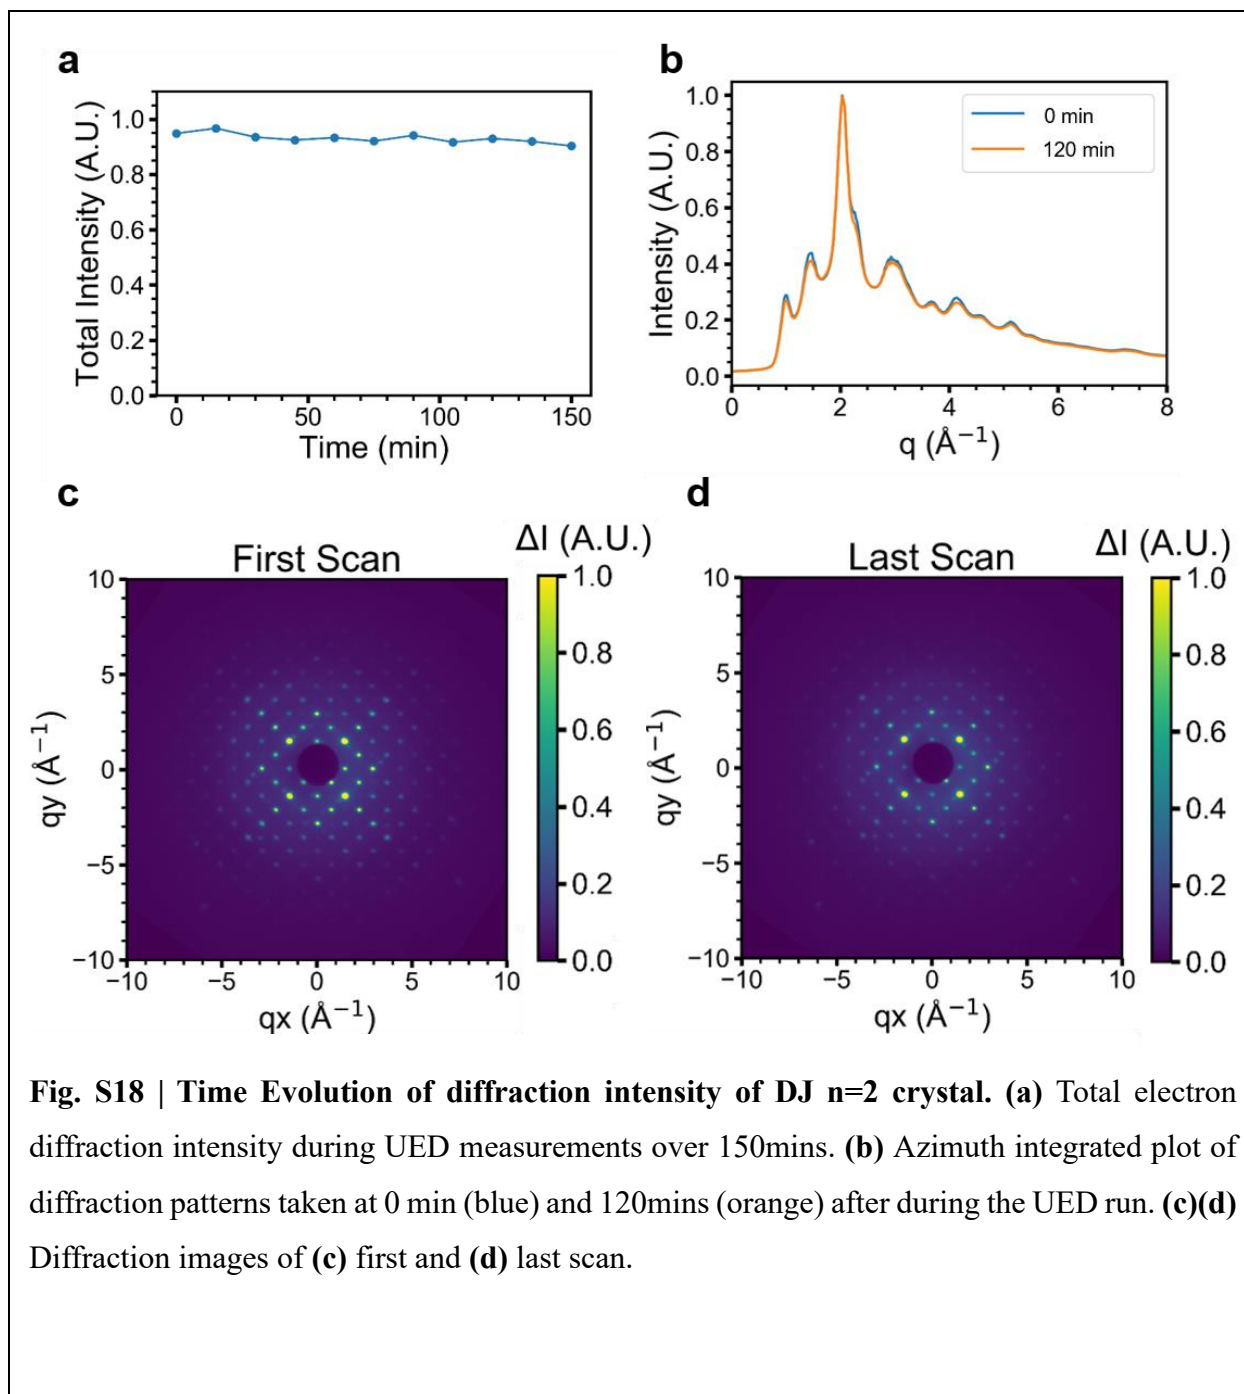 a
Total Intensity (A.U.)
1.0
0.8
0.6
0.4
0.2
0.0
0 50 100 150
Time (min)
b
Intensity (A.U.)
1.0
0.8
0.6
0.4
0.2
0.0
0 min
120 min
0 2 4 6 8
q (Å⁻¹)
c
First Scan
ΔI (A.U.)
qy (Å⁻¹)
10
5
0
−5
−10
−10 −5 0 5 10
qx (Å⁻¹)
1.0
0.8
0.6
0.4
0.2
0.0
d
Last Scan
ΔI (A.U.)
qy (Å⁻¹)
10
5
0
−5
−10
−10 −5 0 5 10
qx (Å⁻¹)
1.0
0.8
0.6
0.4
0.2
0.0
Fig. S18 | Time Evolution of diffraction intensity of DJ n=2 crystal. (a) Total electron
diffraction intensity during UED measurements over 150mins. (b) Azimuth integrated plot of
diffraction patterns taken at 0 min (blue) and 120mins (orange) after during the UED run. (c)(d)
Diffraction images of (c) first and (d) last scan.